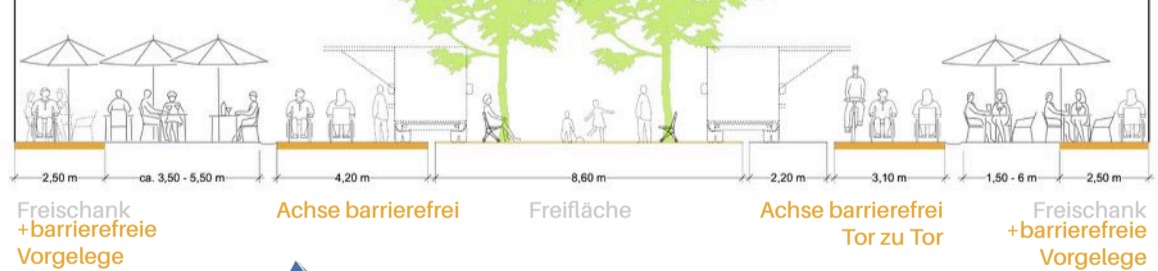 2,50 m
ca. 3,50 - 5,50 m
4,20 m
8,60 m
2,20 m
3,10 m
1,50 - 6 m
2,50 m
Freischank
+barrierefreie
Vorgelege
Achse barrierefrei
Freifläche
Achse barrierefrei
Tor zu Tor
Freischank
+barrierefreie
Vorgelege